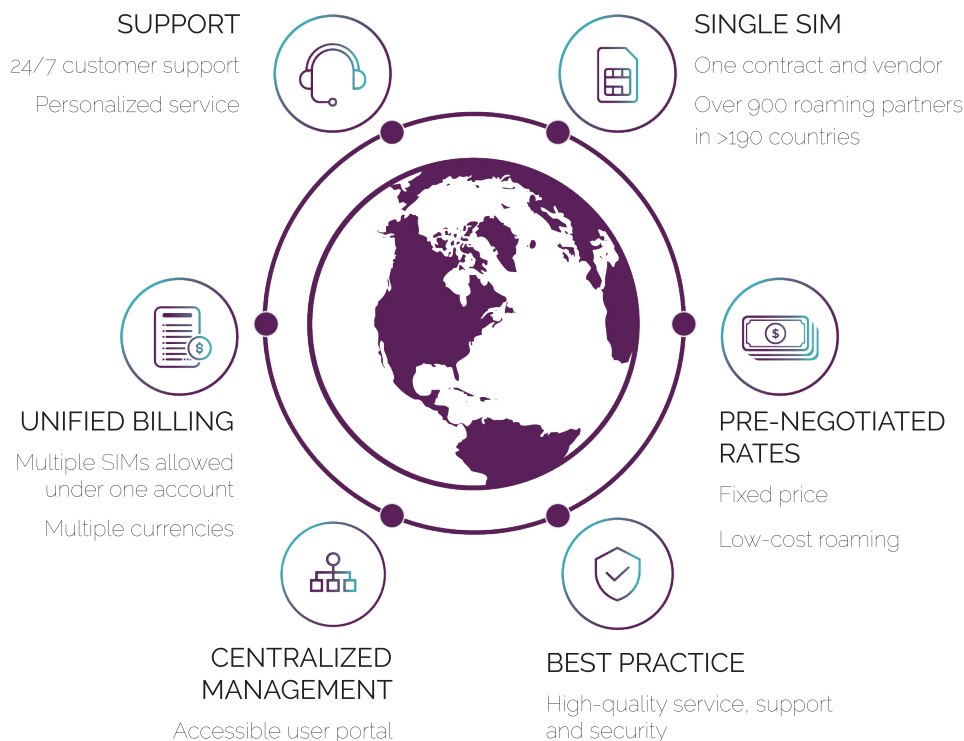 SUPPORT
24/7 customer support
Personalized service
SINGLE SIM
One contract and vendor
Over 900 roaming partners
in >190 countries
$
UNIFIED BILLING
Multiple SIMs allowed
under one account
Multiple currencies
$
PRE-NEGOTIATED
RATES
Fixed price
Low-cost roaming
CENTRALIZED
MANAGEMENT
Accessible user portal
BEST PRACTICE
High-quality service, support
and security